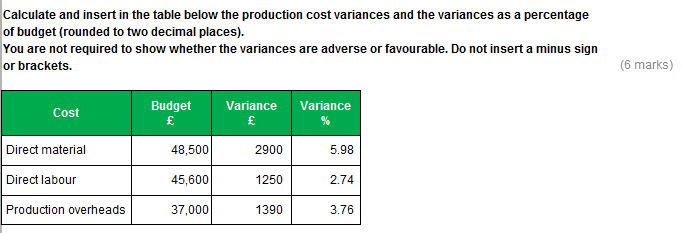 Calculate and insert in the table below the production cost variances and the variances as a percentage
of budget (rounded to two decimal places).
You are not required to show whether the variances are adverse or favourable. Do not insert a minus sign
or brackets.
(6 marks)
Cost Budget £ Variance £ Variance %
Direct material 48,500 2900 5.98
Direct labour 45,600 1250 2.74
Production overheads 37,000 1390 3.76